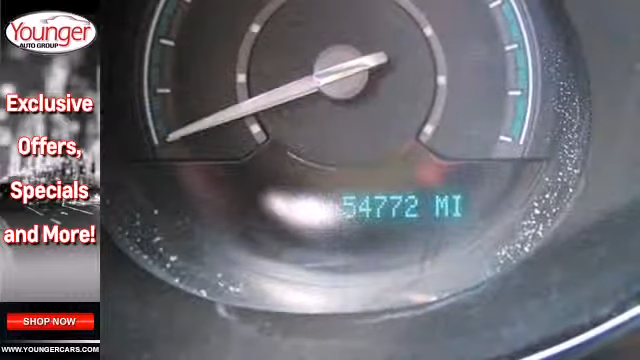 Younger
AUTO GROUP
Exclusive
Offers,
Specials
and More!
SHOP NOW
WWW.YOUNGERCARS.COM
54772 MI